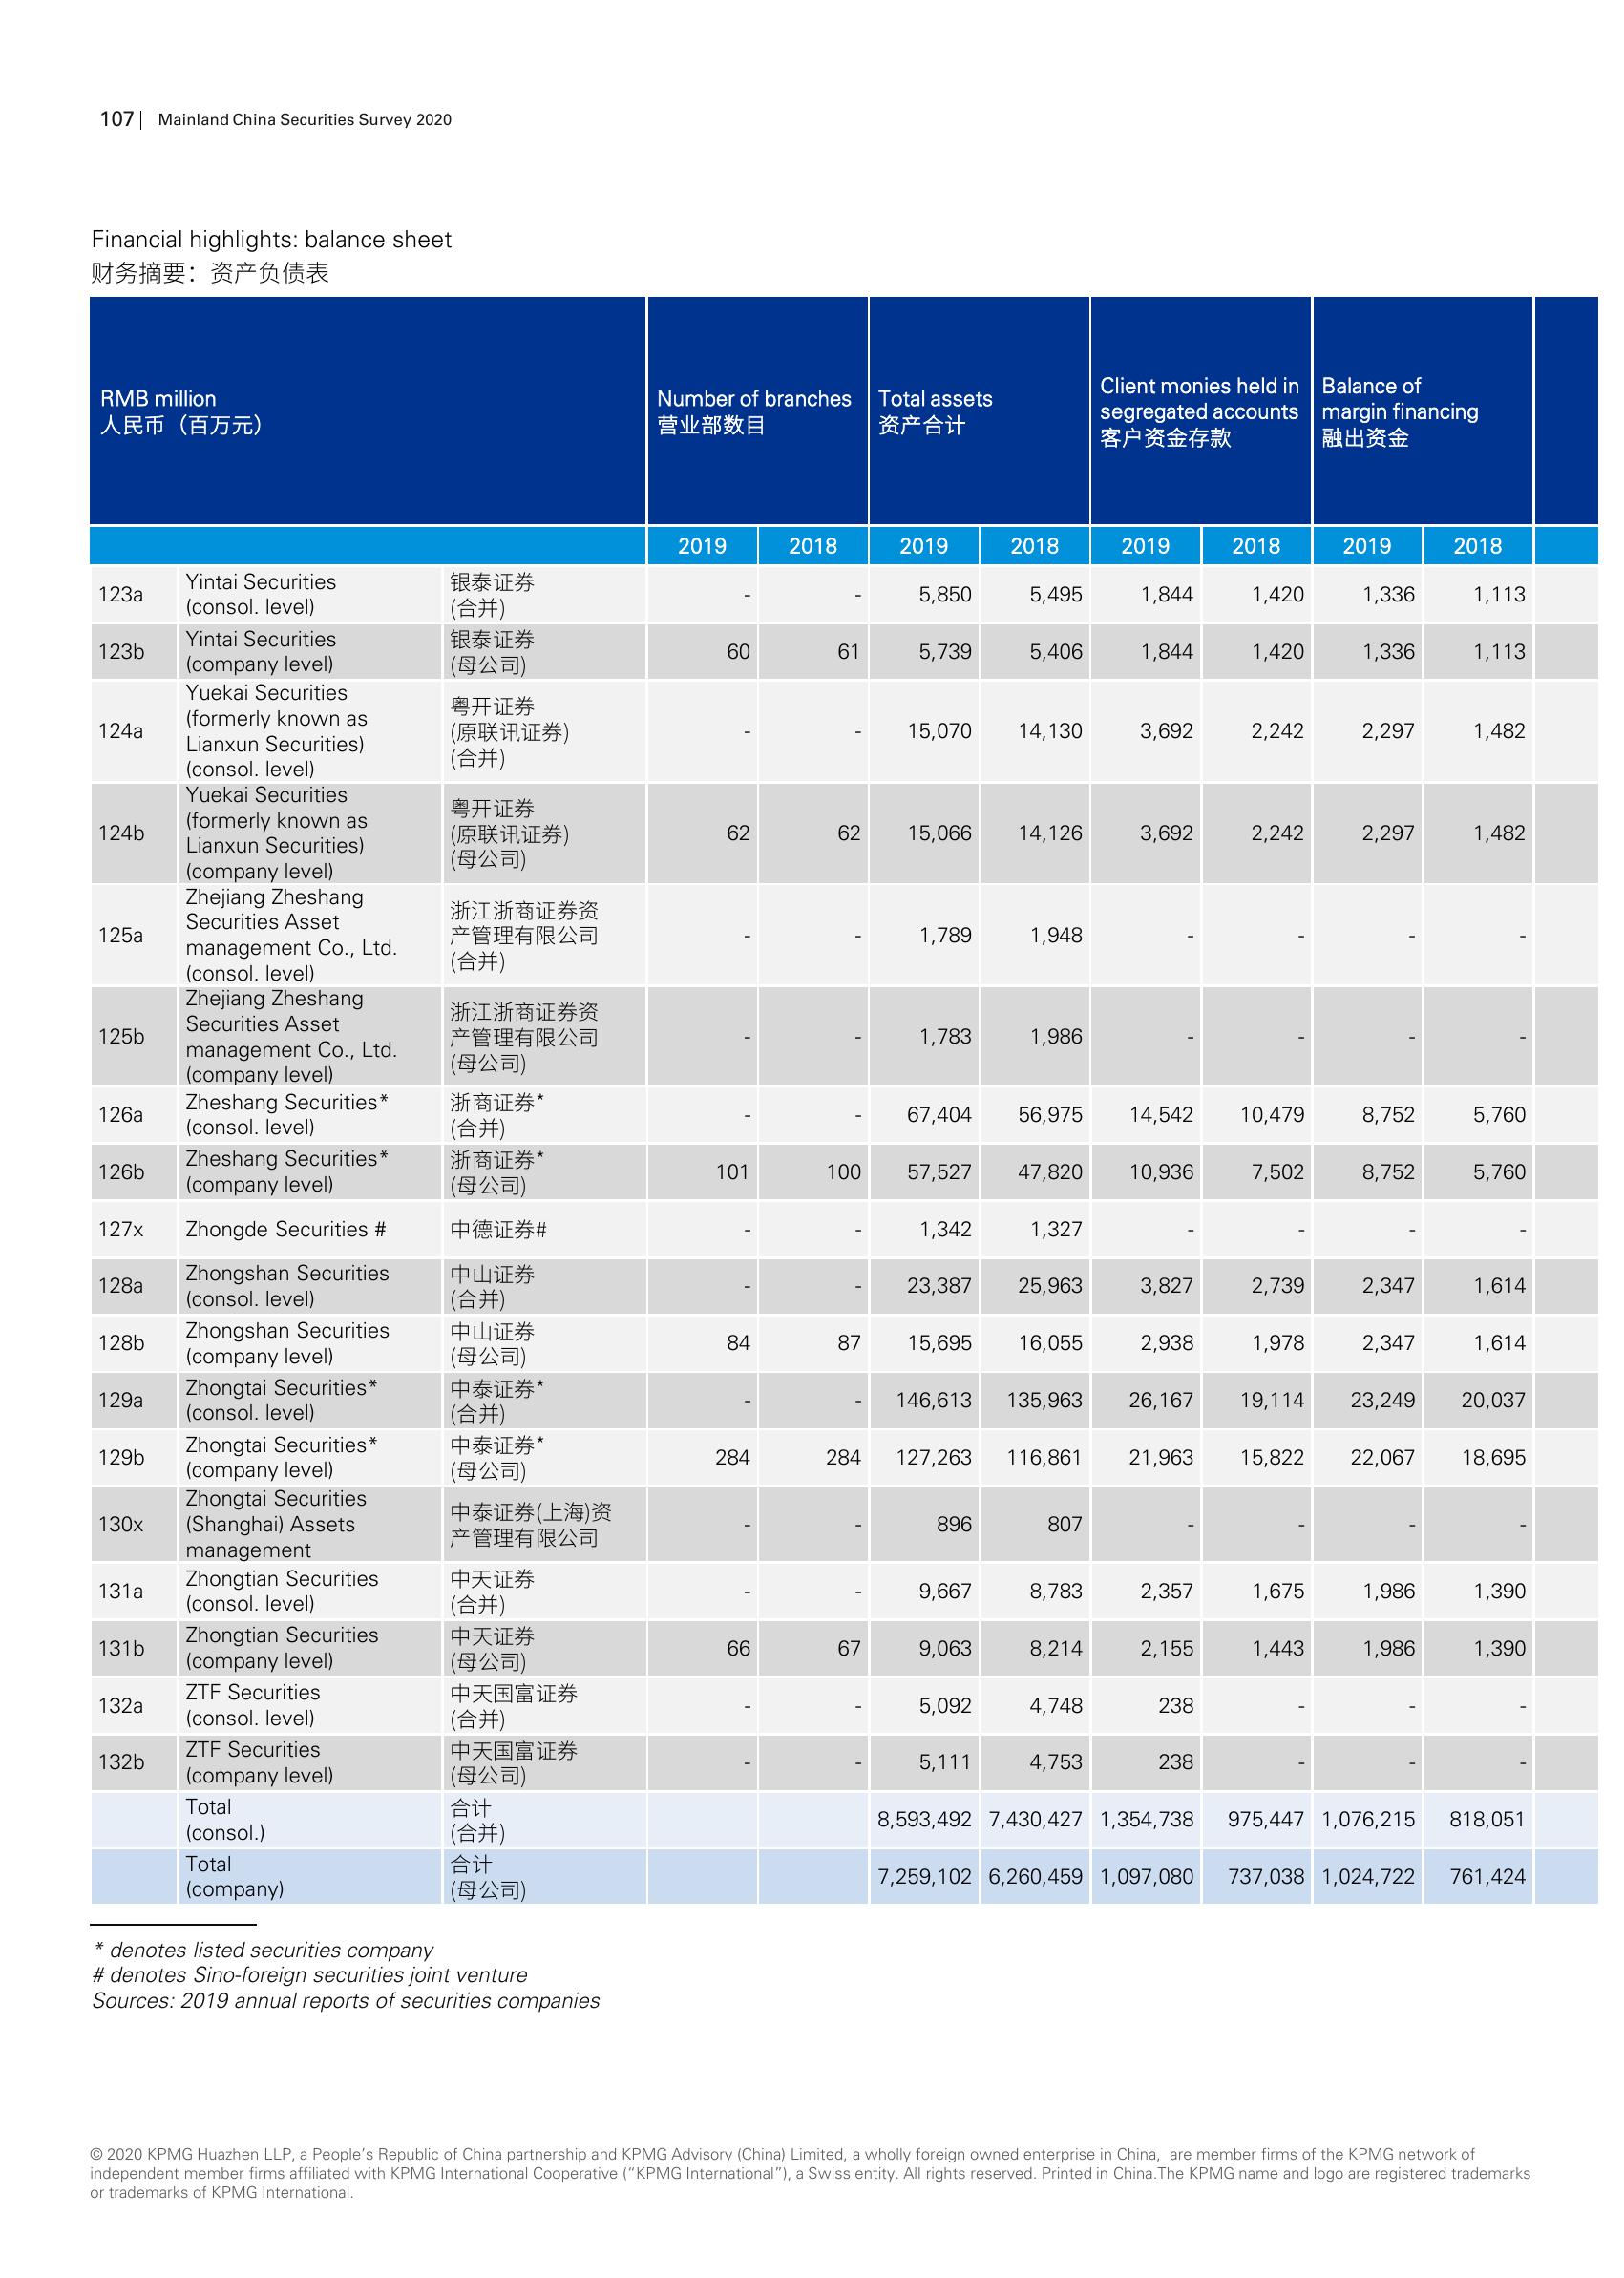 107 | Mainland China Securities Survey 2020
Financial highlights: balance sheet
财务摘要：资产负债表
RMB million
人民币（百万元）
Number of branches
营业部数目
Total assets
资产合计
Client monies held in
segregated accounts
客户资金存款
Balance of
margin financing
融出资金
2019 2018 2019 2018 2019 2018 2019 2018
123a Yintai Securities (consol. level) 银泰证券 (合并) - - 5,850 5,495 1,844 1,420 1,336 1,113
123b Yintai Securities (company level) 银泰证券 (母公司) 60 61 5,739 5,406 1,844 1,420 1,336 1,113
124a Yuekai Securities (formerly known as Lianxun Securities) (consol. level) 粤开证券 (原联讯证券) (合并) - - 15,070 14,130 3,692 2,242 2,297 1,482
124b Yuekai Securities (formerly known as Lianxun Securities) (company level) 粤开证券 (原联讯证券) (母公司) 62 62 15,066 14,126 3,692 2,242 2,297 1,482
125a Zhejiang Zheshang Securities Asset management Co., Ltd. (consol. level) 浙江浙商证券资产管理有限公司 (合并) - - 1,789 1,948 - - - -
125b Zhejiang Zheshang Securities Asset management Co., Ltd. (company level) 浙江浙商证券资产管理有限公司 (母公司) - - 1,783 1,986 - - - -
126a Zheshang Securities* (consol. level) 浙商证券* (合并) - - 67,404 56,975 14,542 10,479 8,752 5,760
126b Zheshang Securities* (company level) 浙商证券* (母公司) 101 100 57,527 47,820 10,936 7,502 8,752 5,760
127x Zhongde Securities # 中德证券# - - 1,342 1,327 - - - -
128a Zhongshan Securities (consol. level) 中山证券 (合并) - - 23,387 25,963 3,827 2,739 2,347 1,614
128b Zhongshan Securities (company level) 中山证券 (母公司) 84 87 15,695 16,055 2,938 1,978 2,347 1,614
129a Zhongtai Securities* (consol. level) 中泰证券* (合并) - - 146,613 135,963 26,167 19,114 23,249 20,037
129b Zhongtai Securities* (company level) 中泰证券* (母公司) 284 284 127,263 116,861 21,963 15,822 22,067 18,695
130x Zhongtai Securities (Shanghai) Assets management 中泰证券(上海)资产管理有限公司 - - 896 807 - - - -
131a Zhongtian Securities (consol. level) 中天证券 (合并) - - 9,667 8,783 2,357 1,675 1,986 1,390
131b Zhongtian Securities (company level) 中天证券 (母公司) 66 67 9,063 8,214 2,155 1,443 1,986 1,390
132a ZTF Securities (consol. level) 中天国富证券 (合并) - - 5,092 4,748 238 - - -
132b ZTF Securities (company level) 中天国富证券 (母公司) - - 5,111 4,753 238 - - -
Total (consol.) 合计 (合并) 8,593,492 7,430,427 1,354,738 975,447 1,076,215 818,051
Total (company) 合计 (母公司) 7,259,102 6,260,459 1,097,080 737,038 1,024,722 761,424
* denotes listed securities company
# denotes Sino-foreign securities joint venture
Sources: 2019 annual reports of securities companies
© 2020 KPMG Huazhen LLP, a People’s Republic of China partnership and KPMG Advisory (China) Limited, a wholly foreign owned enterprise in China, are member firms of the KPMG network of
independent member firms affiliated with KPMG International Cooperative (“KPMG International”), a Swiss entity. All rights reserved. Printed in China.The KPMG name and logo are registered trademarks
or trademarks of KPMG International.